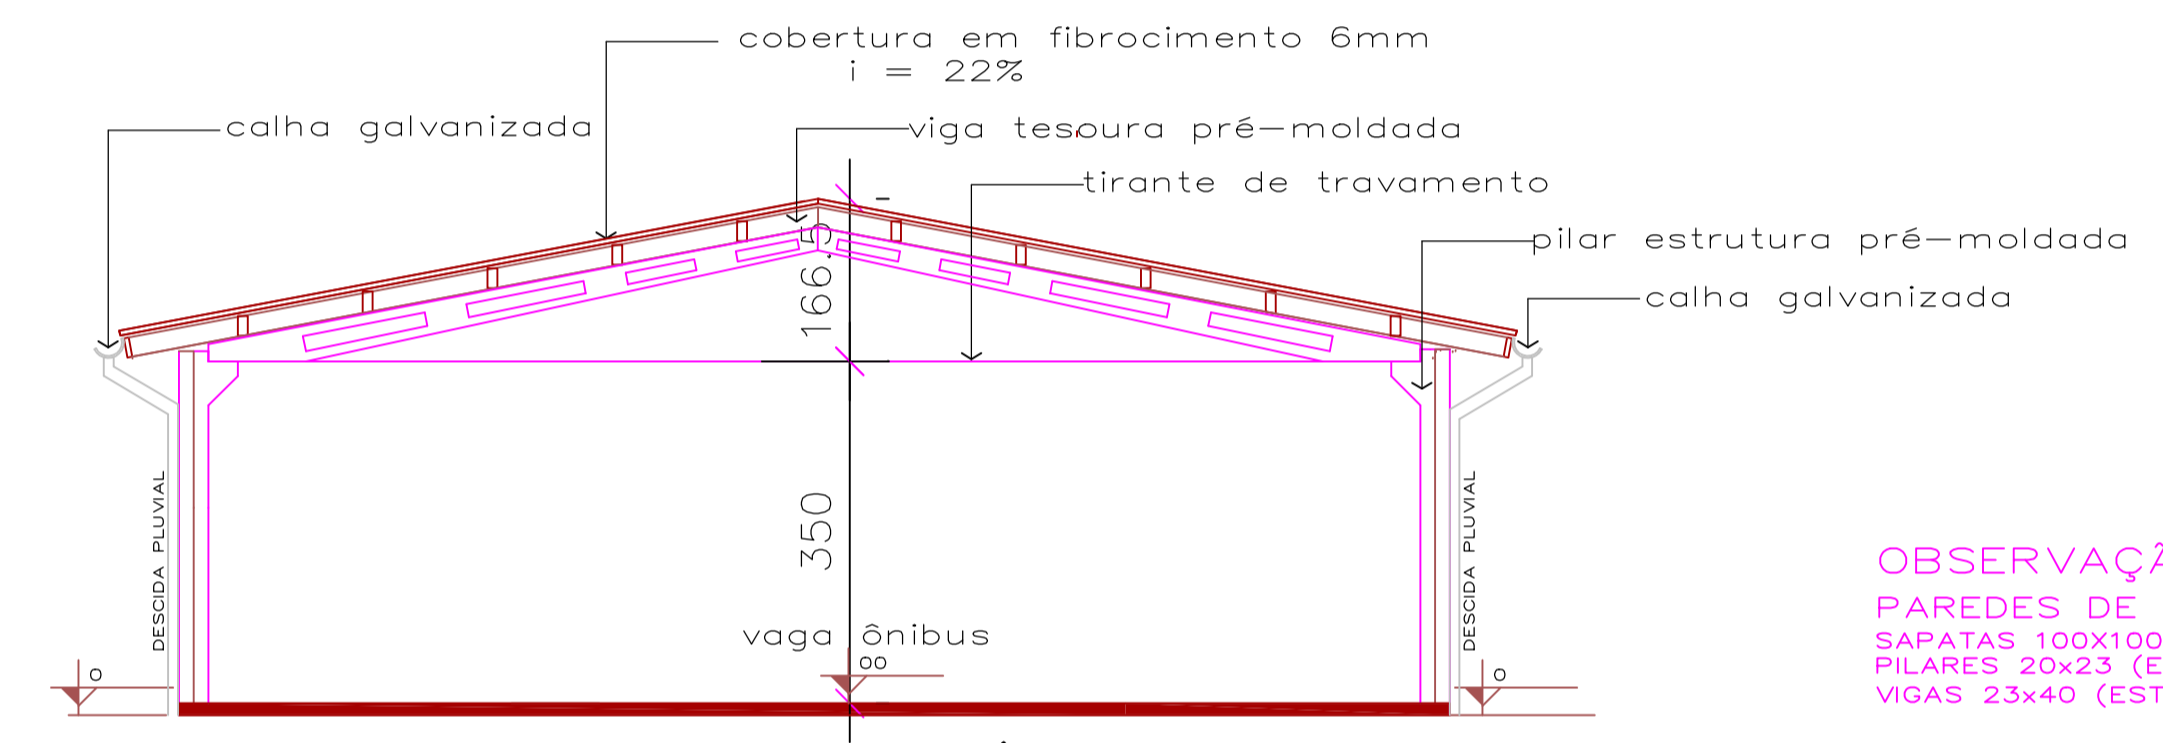 cobertura em fibrocimento 6mm
i = 22%
calha galvanizada
viga tesoura pré-moldada
tirante de travamento
pilar estrutura pré-moldada
calha galvanizada
166.5
350
DESCIDA PLUVIAL
DESCIDA PLUVIAL
vaga ônibus
00
0
0
OBSERVAÇÃ
PAREDES DE
SAPATAS 100X100
PILARES 20x23 (E
VIGAS 23x40 (EST